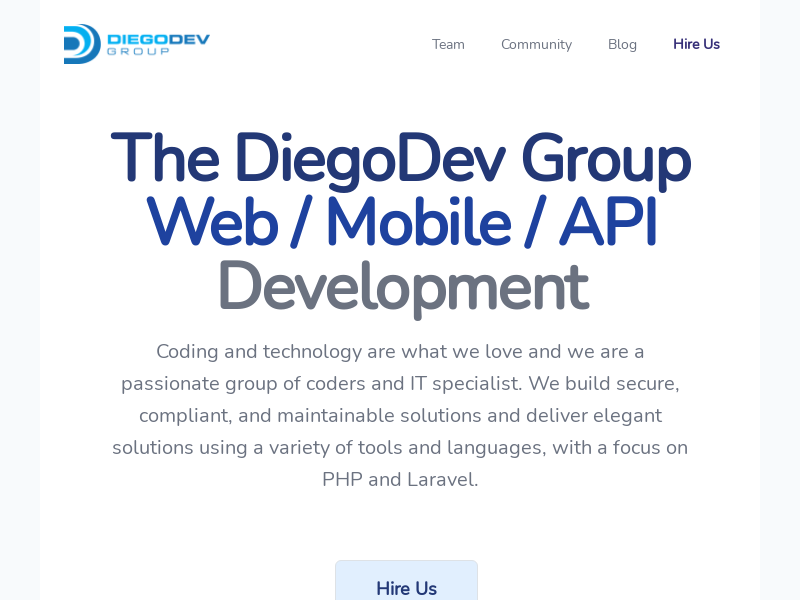 DIEGODEV
GROUP
Team
Community
Blog
Hire Us
The DiegoDev Group
Web / Mobile / API
Development
Coding and technology are what we love and we are a
passionate group of coders and IT specialist. We build secure,
compliant, and maintainable solutions and deliver elegant
solutions using a variety of tools and languages, with a focus on
PHP and Laravel.
Hire Us